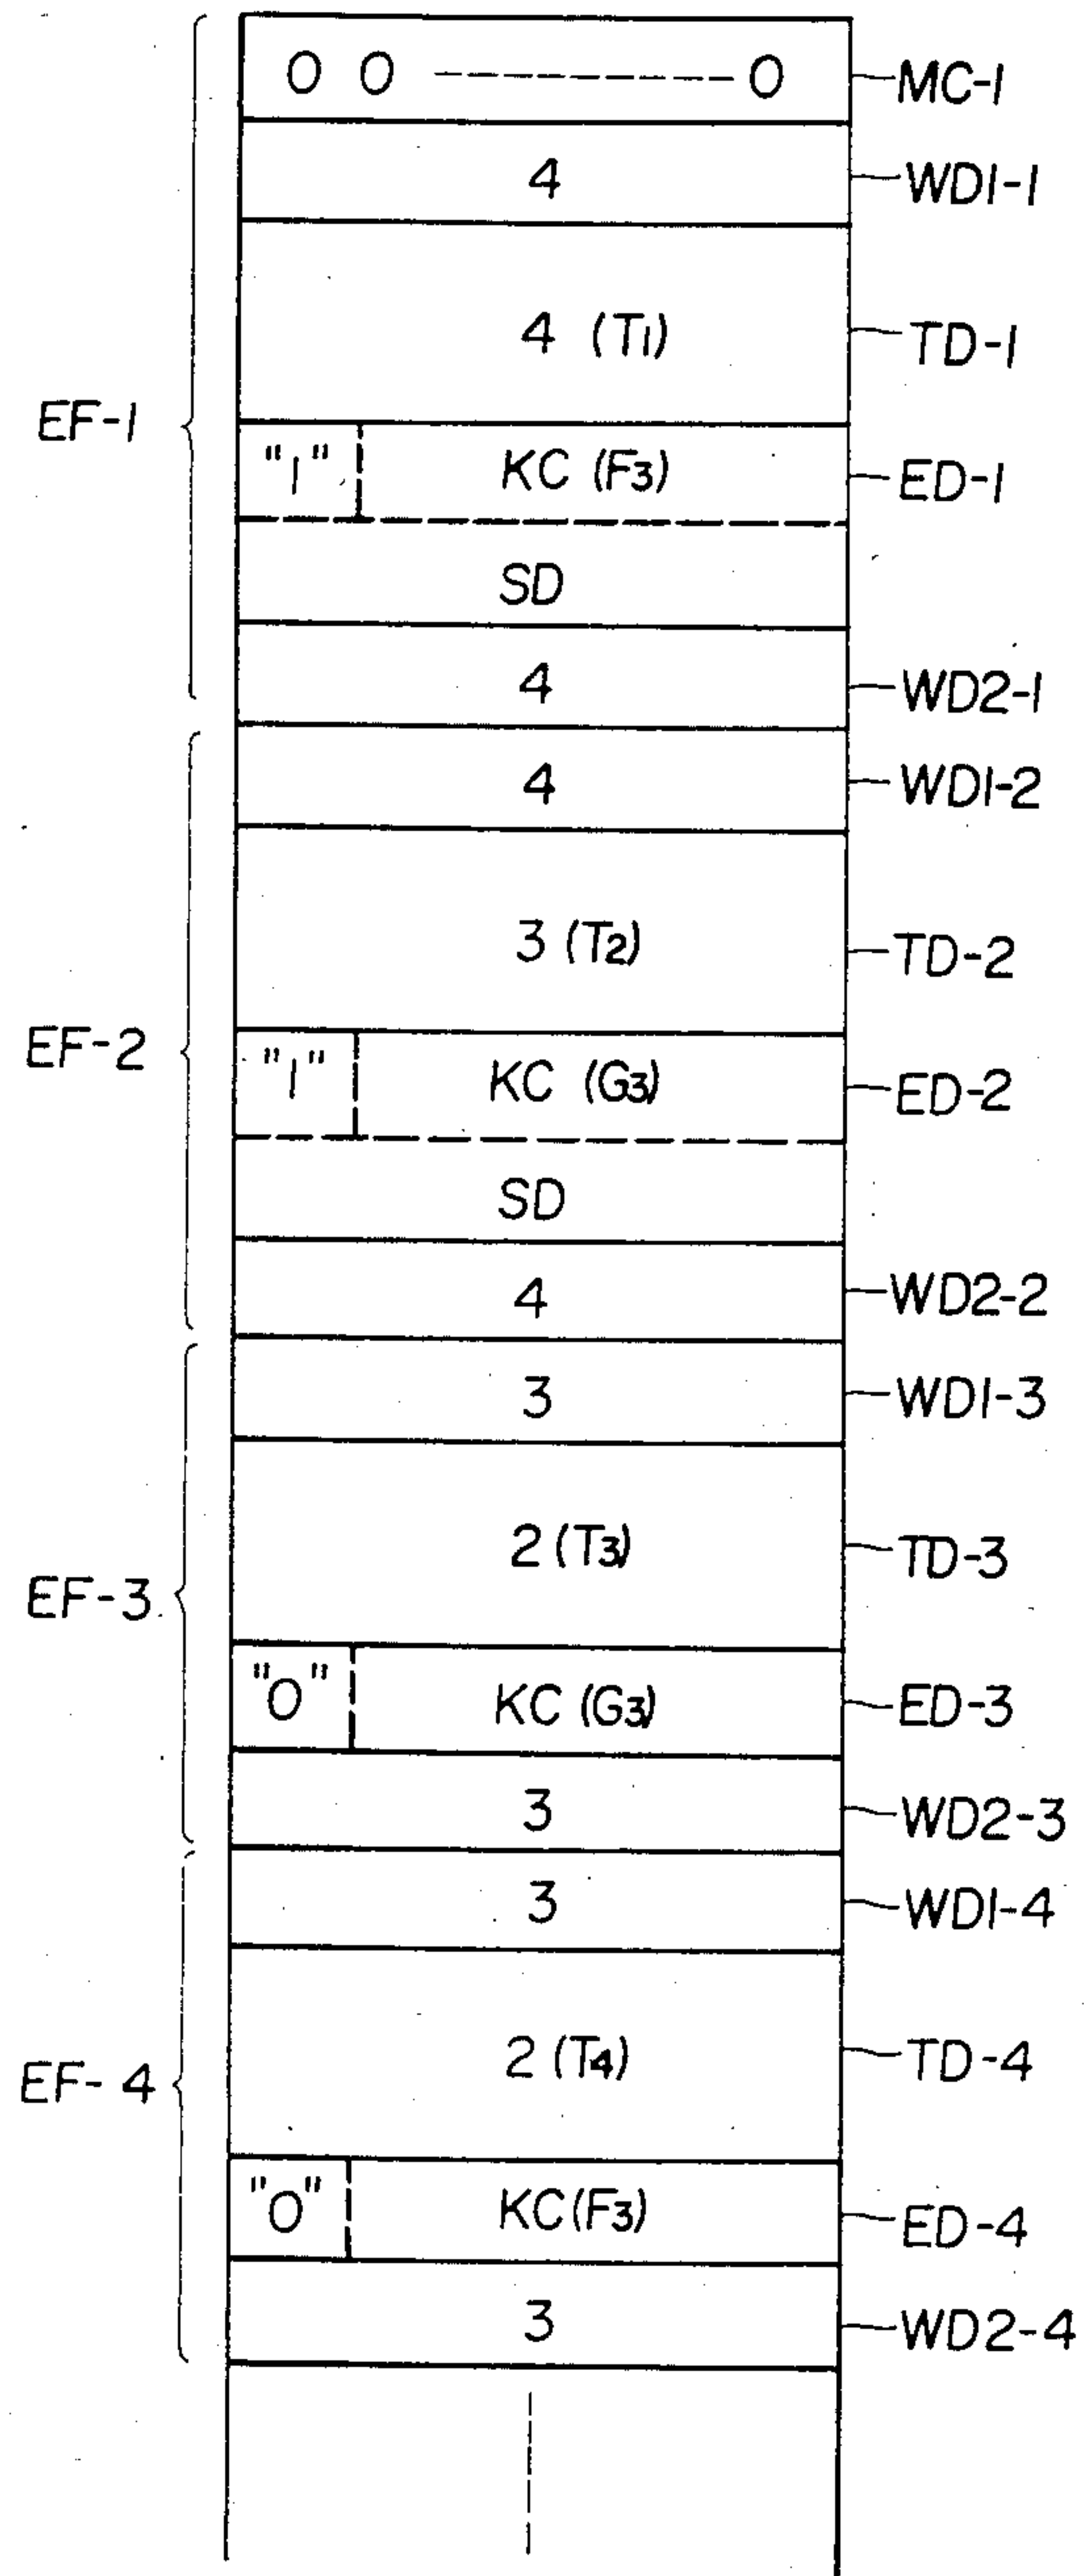 0 0 ---------- 0 MC-1
4 WD1-1
4 (T1) TD-1
EF-1
"1" KC (F3) ED-1
SD
4 WD2-1
4 WD1-2
3 (T2) TD-2
EF-2
"1" KC (G3) ED-2
SD
4 WD2-2
3 WD1-3
2 (T3) TD-3
EF-3
"0" KC (G3) ED-3
3 WD2-3
3 WD1-4
2 (T4) TD-4
EF-4
"0" KC (F3) ED-4
3 WD2-4